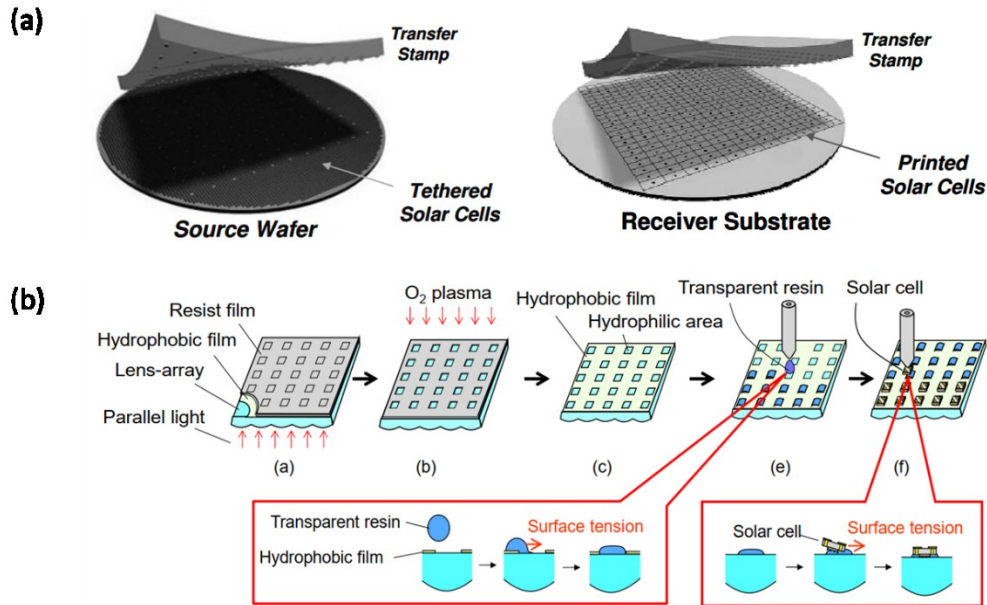 (a)
Transfer
Stamp
Tethered
Solar Cells
Source Wafer
Transfer
Stamp
Printed
Solar Cells
Receiver Substrate
(b)
Resist film
Hydrophobic film
Lens-array
Parallel light
(a)
O2 plasma
(b)
Hydrophobic film
Hydrophilic area
(c)
Transparent resin
(e)
Solar cell
(f)
Transparent resin
Hydrophobic film
Surface tension
Solar cell
Surface tension